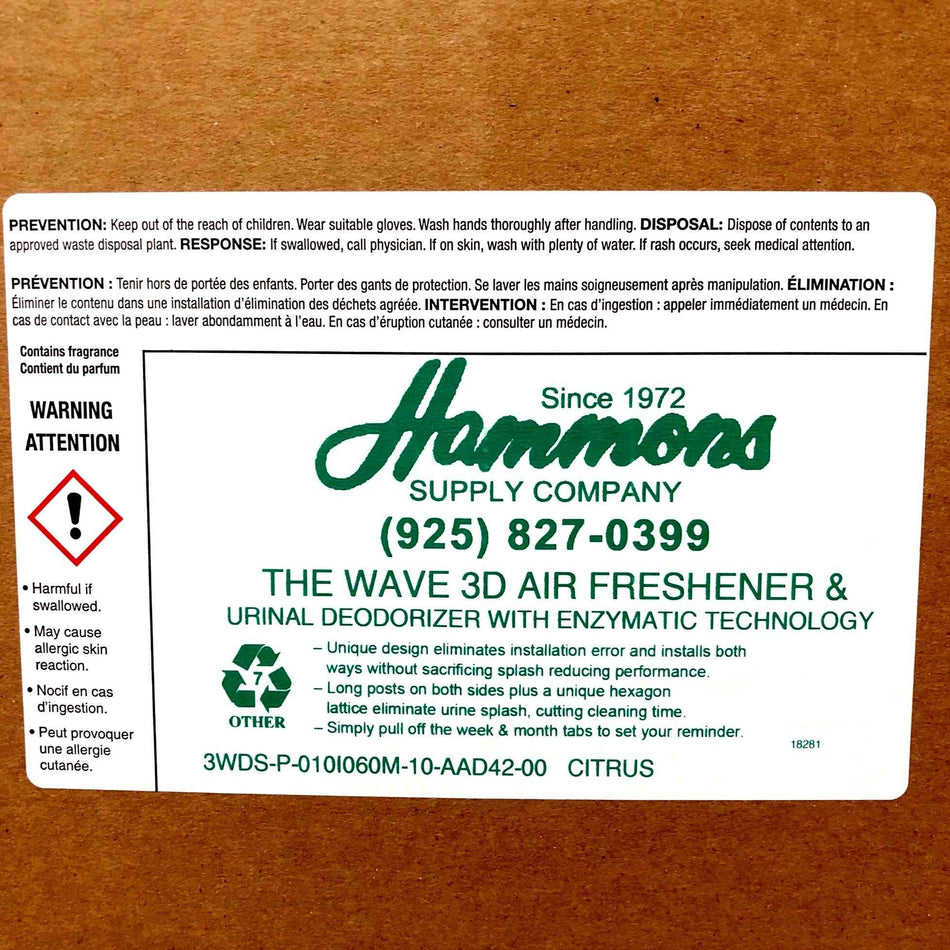 PREVENTION: Keep out of the reach of children. Wear suitable gloves. Wash hands thoroughly after handling. DISPOSAL: Dispose of contents to an
approved waste disposal plant. RESPONSE: If swallowed, call physician. If on skin, wash with plenty of water. If rash occurs, seek medical attention.
PRÉVENTION : Tenir hors de portée des enfants. Porter des gants de protection. Se laver les mains soigneusement après manipulation. ÉLIMINATION :
Éliminer le contenu dans une installation d'élimination des déchets agréée. INTERVENTION : En cas d'ingestion : appeler immédiatement un médecin. En
cas de contact avec la peau : laver abondamment à l'eau. En cas d'éruption cutanée : consulter un médecin.
Contains fragrance
Contient du parfum
WARNING
ATTENTION
!
• Harmful if
swallowed.
• May cause
allergic skin
reaction.
• Nocif en cas
d'ingestion.
• Peut provoquer
une allergie
cutanée.
Since 1972
Hammons
SUPPLY COMPANY
(925) 827-0399
THE WAVE 3D AIR FRESHENER &
URINAL DEODORIZER WITH ENZYMATIC TECHNOLOGY
7
OTHER
– Unique design eliminates installation error and installs both
ways without sacrificing splash reducing performance.
– Long posts on both sides plus a unique hexagon
lattice eliminate urine splash, cutting cleaning time.
– Simply pull off the week & month tabs to set your reminder.
18281
3WDS-P-010I060M-10-AAD42-00 CITRUS